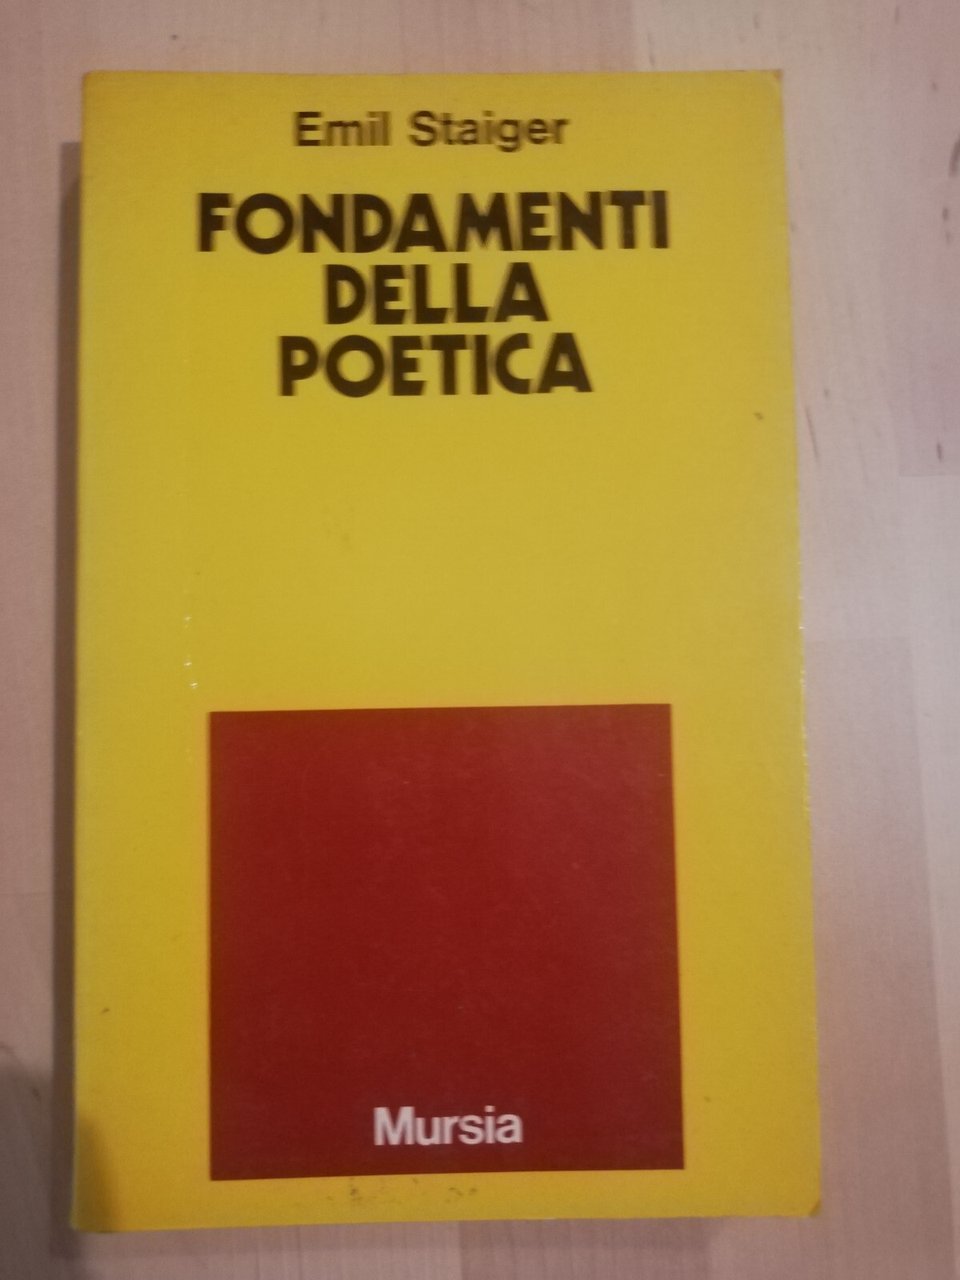 Emil Staiger
FONDAMENTI
DELLA
POETICA
Mursia